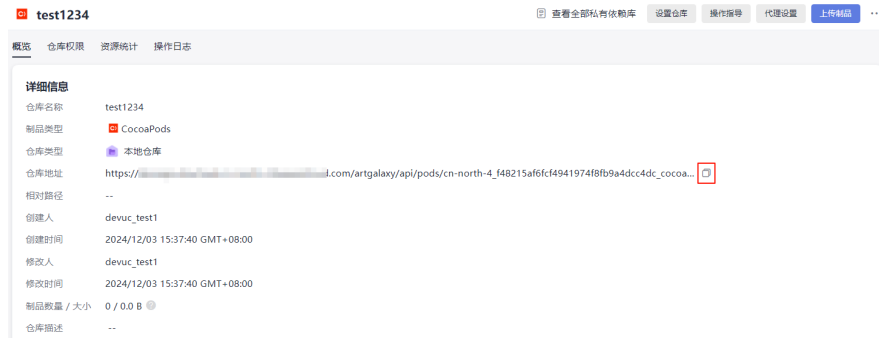 test1234 查看全部私有依赖库 设置仓库 操作指导 代理设置 上传制品
概览 仓库权限 资源统计 操作日志
详细信息
仓库名称 test1234
制品类型 CocoaPods
仓库类型 本地仓库
仓库地址 https:// d.com/artgalaxy/api/pods/cn-north-4_f48215af6fcf4941974f8fb9a4dcc4dc_cocoa...
相对路径 --
创建人 devuc_test1
创建时间 2024/12/03 15:37:40 GMT+08:00
修改人 devuc_test1
修改时间 2024/12/03 15:37:40 GMT+08:00
制品数量 / 大小 0 / 0.0 B
仓库描述 --